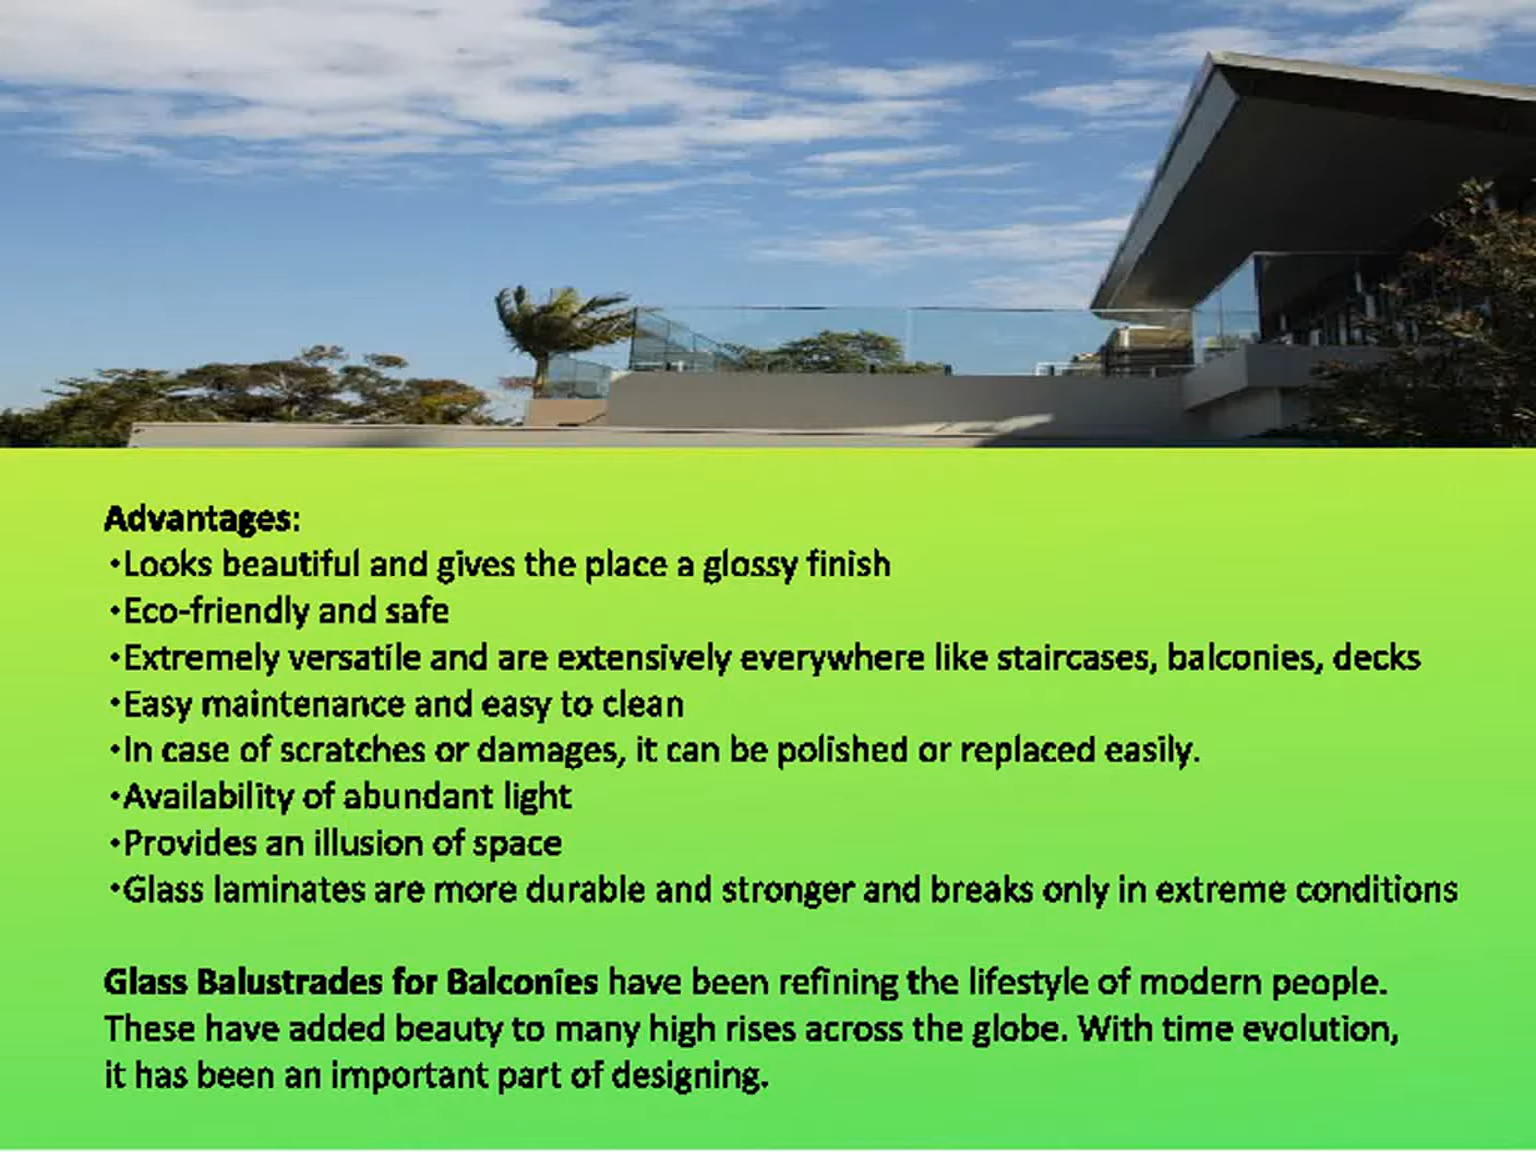 Advantages:
•Looks beautiful and gives the place a glossy finish
•Eco-friendly and safe
•Extremely versatile and are extensively everywhere like staircases, balconies, decks
•Easy maintenance and easy to clean
•In case of scratches or damages, it can be polished or replaced easily.
•Availability of abundant light
•Provides an illusion of space
•Glass laminates are more durable and stronger and breaks only in extreme conditions
Glass Balustrades for Balconies have been refining the lifestyle of modern people.
These have added beauty to many high rises across the globe. With time evolution,
it has been an important part of designing.